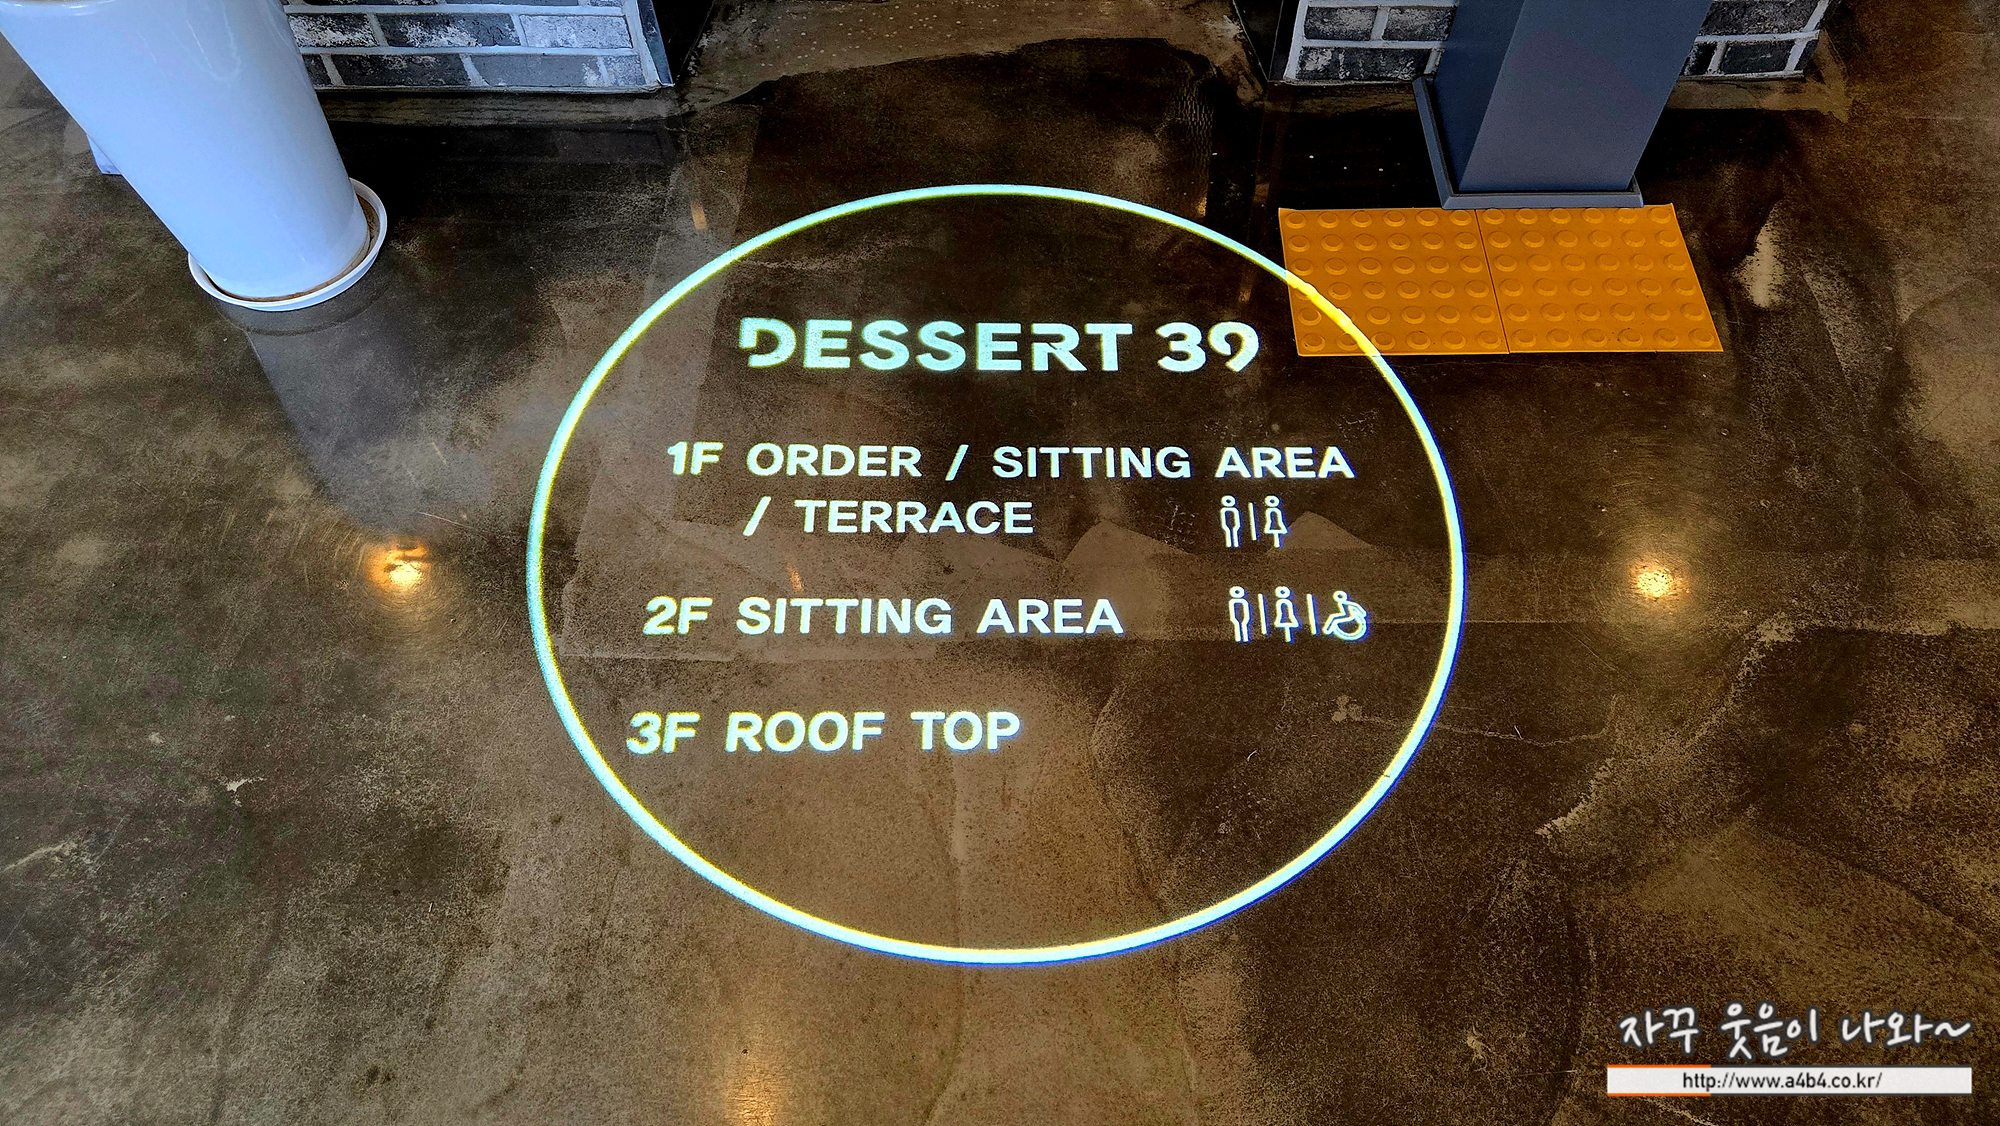 DESSERT 39
1F ORDER / SITTING AREA
/ TERRACE
2F SITTING AREA
3F ROOF TOP
자꾸 웃음이 나와~
http://www.a4b4.co.kr/